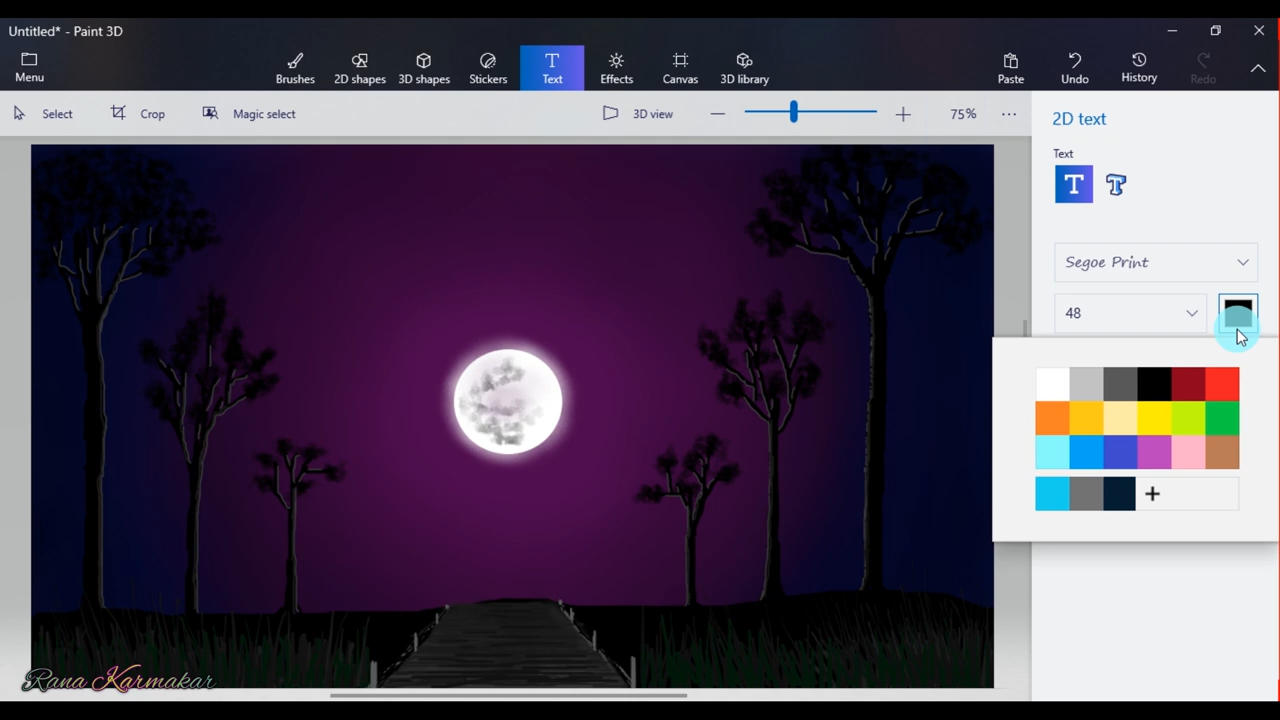 Untitled* - Paint 3D
Menu
Brushes
2D shapes
3D shapes
Stickers
Text
Effects
Canvas
3D library
Paste
Undo
History
Redo
Select
Crop
Magic select
3D view
75%
2D text
Text
Segoe Print
48
Rana Karmakar